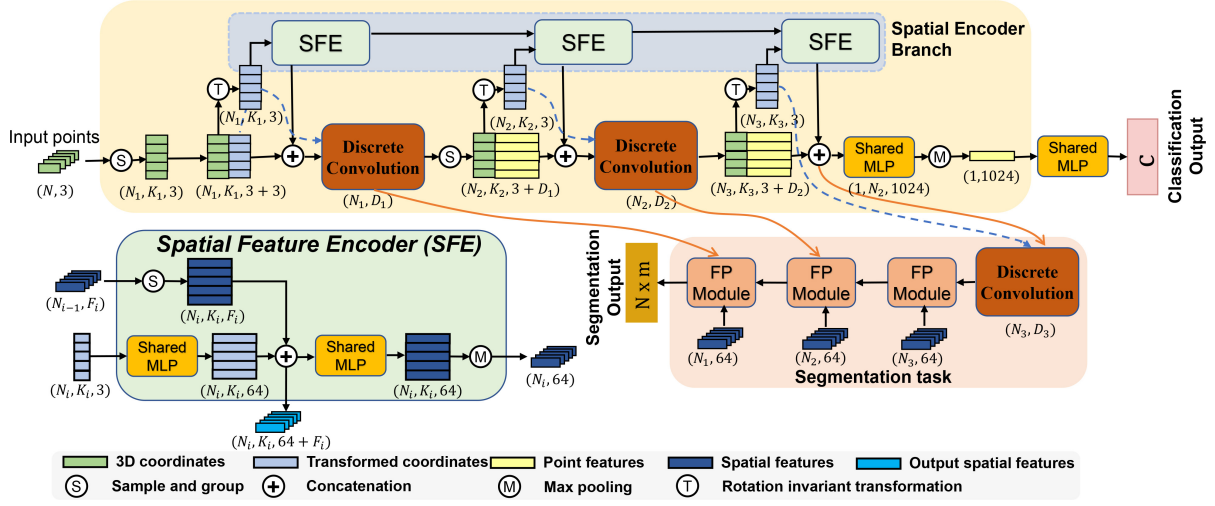 SFE
SFE
SFE
Spatial Encoder
Branch
T
T
T
(N₁, K₁, 3)
(N₂, K₂, 3)
(N₃, K₃, 3)
Input points
(N, 3)
S
(N₁, K₁, 3)
(N₁, K₁, 3 + 3)
+
Discrete
Convolution
(N₁, D₁)
S
(N₂, K₂, 3 + D₁)
+
Discrete
Convolution
(N₂, D₂)
(N₃, K₃, 3 + D₂)
+
Shared
MLP
(1, N₂, 1024)
M
(1,1024)
Shared
MLP
C
Classification
Output
Spatial Feature Encoder (SFE)
(Nᵢ₋₁, Fᵢ)
S
(Nᵢ, Kᵢ, Fᵢ)
(Nᵢ, Kᵢ, 3)
Shared
MLP
(Nᵢ, Kᵢ, 64)
+
Shared
MLP
(Nᵢ, Kᵢ, 64)
M
(Nᵢ, 64)
(Nᵢ, Kᵢ, 64 + Fᵢ)
Segmentation
Output
N x m
FP
Module
FP
Module
FP
Module
Discrete
Convolution
(N₃, D₃)
(N₁, 64)
(N₂, 64)
(N₃, 64)
Segmentation task
3D coordinates
Transformed coordinates
Point features
Spatial features
Output spatial features
S Sample and group
+ Concatenation
M Max pooling
T Rotation invariant transformation